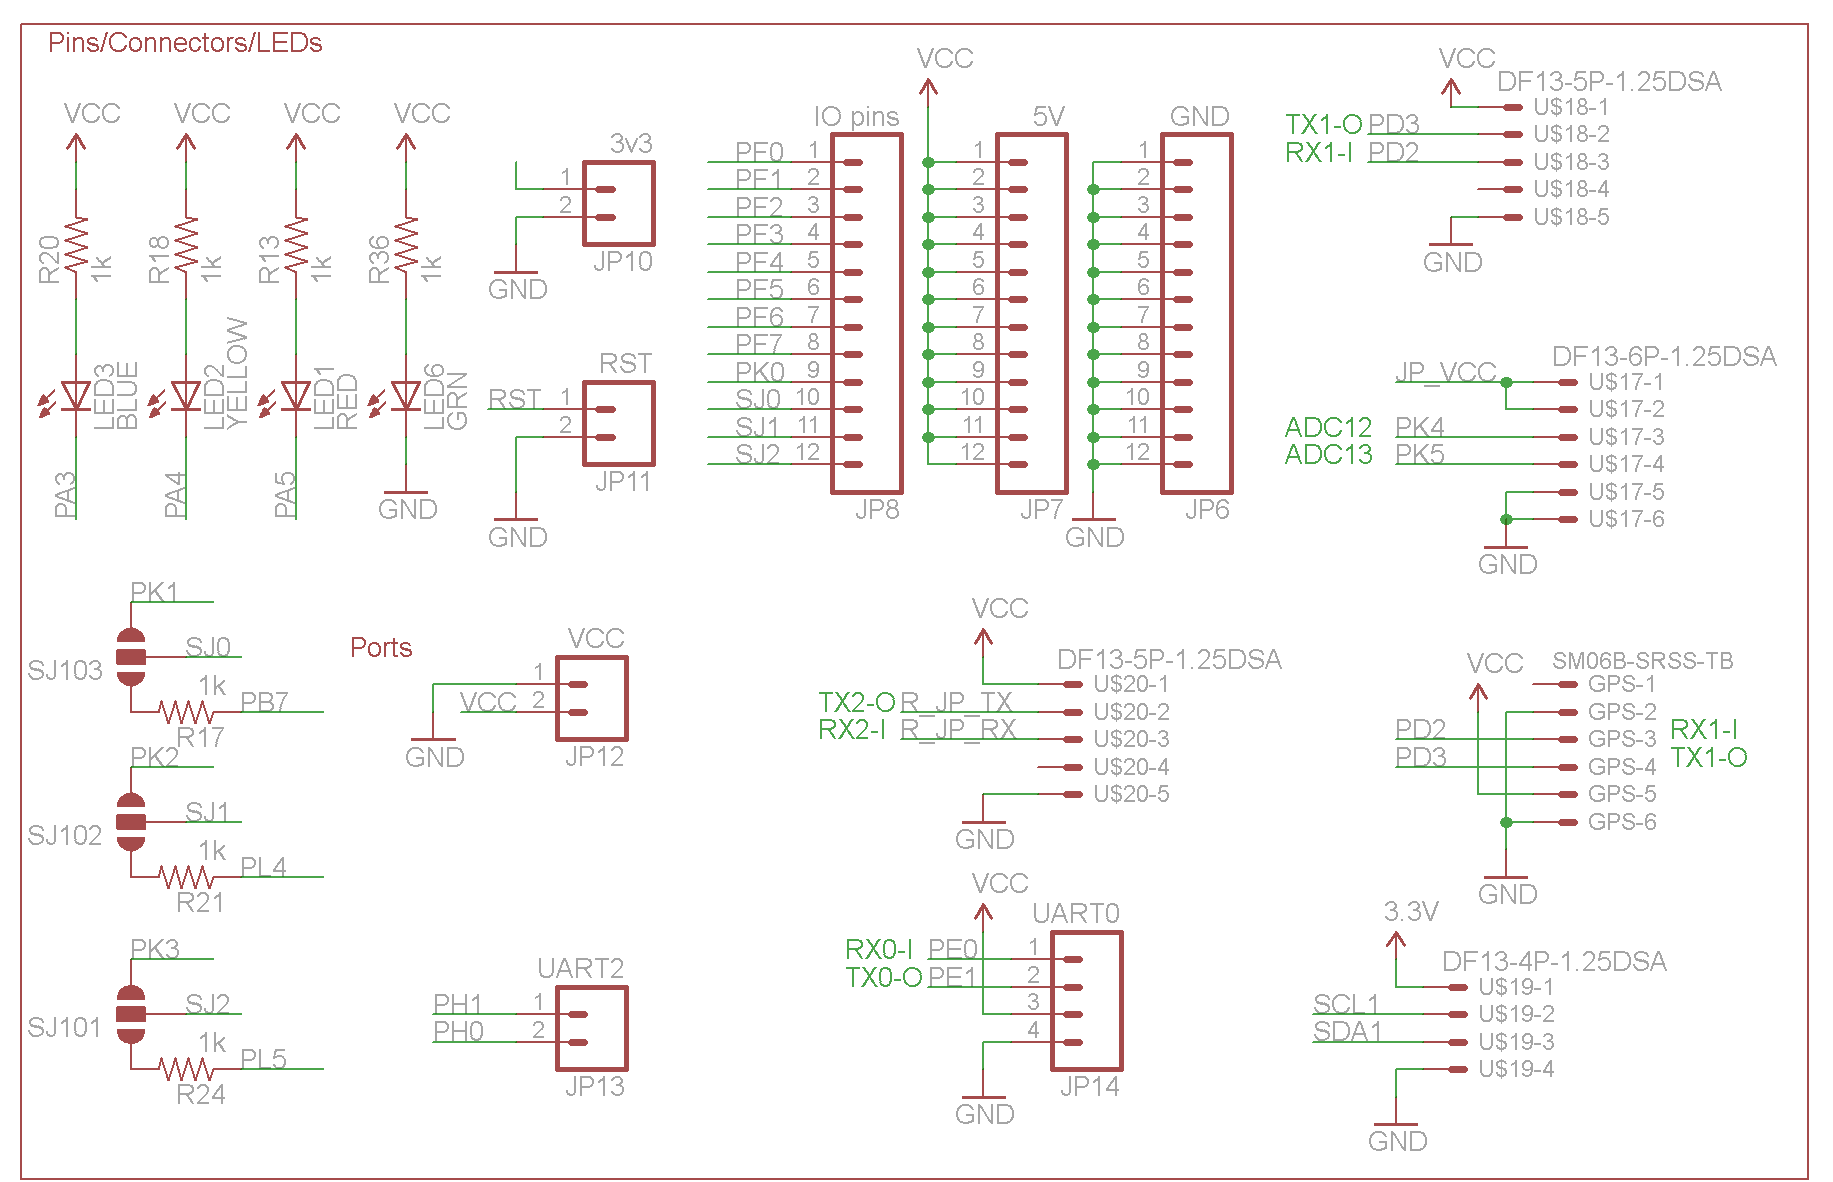 Pins/Connectors/LEDs
VCC
VCC
VCC
VCC
R20
1k
R18
1k
R13
1k
R36
1k
LED3
BLUE
LED2
YELLOW
LED1
RED
LED6
GRN
PA3
PA4
PA5
GND
3v3
1
2
JP10
GND
RST
RST
1
2
JP11
GND
IO pins
PF0 1
PF1 2
PF2 3
PF3 4
PF4 5
PF5 6
PF6 7
PF7 8
PK0 9
SJ0 10
SJ1 11
SJ2 12
JP8
VCC
5V
1
2
3
4
5
6
7
8
9
10
11
12
JP7
GND
1
2
3
4
5
6
7
8
9
10
11
12
JP6
GND
VCC
DF13-5P-1.25DSA
U$18-1
TX1-O PD3 U$18-2
RX1-I PD2 U$18-3
U$18-4
U$18-5
GND
DF13-6P-1.25DSA
JP_VCC U$17-1
U$17-2
ADC12 PK4 U$17-3
ADC13 PK5 U$17-4
U$17-5
U$17-6
GND
PK1
SJ0
SJ103
1k
PB7
R17
PK2
SJ1
SJ102
1k
PL4
R21
PK3
SJ2
SJ101
1k
PL5
R24
Ports
VCC
1
VCC 2
JP12
GND
UART2
PH1 1
PH0 2
JP13
VCC
DF13-5P-1.25DSA
U$20-1
TX2-O R_JP_TX U$20-2
RX2-I R_JP_RX U$20-3
U$20-4
U$20-5
GND
VCC
UART0
RX0-I PE0 1
TX0-O PE1 2
3
4
JP14
GND
VCC
SM06B-SRSS-TB
GPS-1
GPS-2
PD2 GPS-3 RX1-I
PD3 GPS-4 TX1-O
GPS-5
GPS-6
GND
3.3V
DF13-4P-1.25DSA
U$19-1
SCL1 U$19-2
SDA1 U$19-3
U$19-4
GND